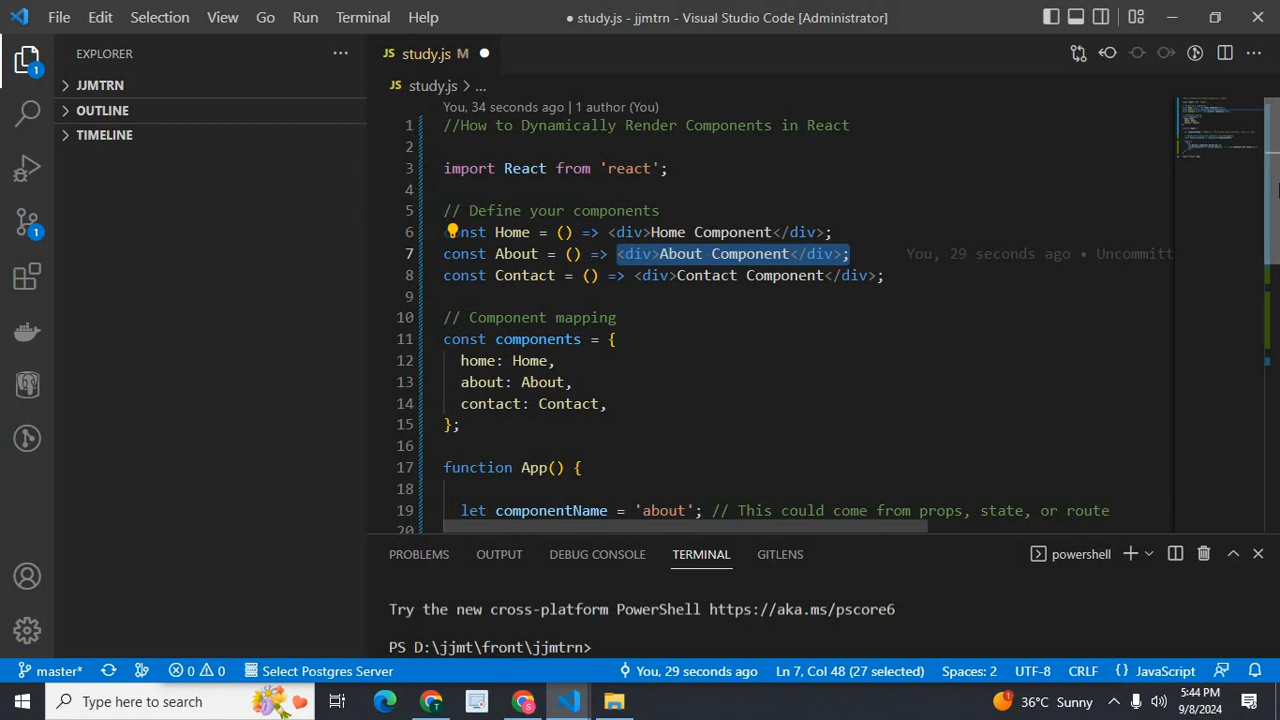 File Edit Selection View Go Run Terminal Help
● study.js - jjmtrn - Visual Studio Code [Administrator]
EXPLORER
JJMTRN
OUTLINE
TIMELINE
1
1
JS study.js M ●
JS study.js > ...
You, 34 seconds ago | 1 author (You)
1 //How to Dynamically Render Components in React
2
3 import React from 'react';
4
5 // Define your components
6 const Home = () => <div>Home Component</div>;
7 const About = () => <div>About Component</div>; You, 29 seconds ago • Uncommitt
8 const Contact = () => <div>Contact Component</div>;
9
10 // Component mapping
11 const components = {
12 home: Home,
13 about: About,
14 contact: Contact,
15 };
16
17 function App() {
18
19 let componentName = 'about'; // This could come from props, state, or route
20
PROBLEMS OUTPUT DEBUG CONSOLE TERMINAL GITLENS
powershell
Try the new cross-platform PowerShell https://aka.ms/pscore6
PS D:\jjmt\front\jjmtrn>
master* 0 0 Select Postgres Server You, 29 seconds ago Ln 7, Col 48 (27 selected) Spaces: 2 UTF-8 CRLF {} JavaScript
Type here to search
36°C Sunny
5:44 PM
9/8/2024